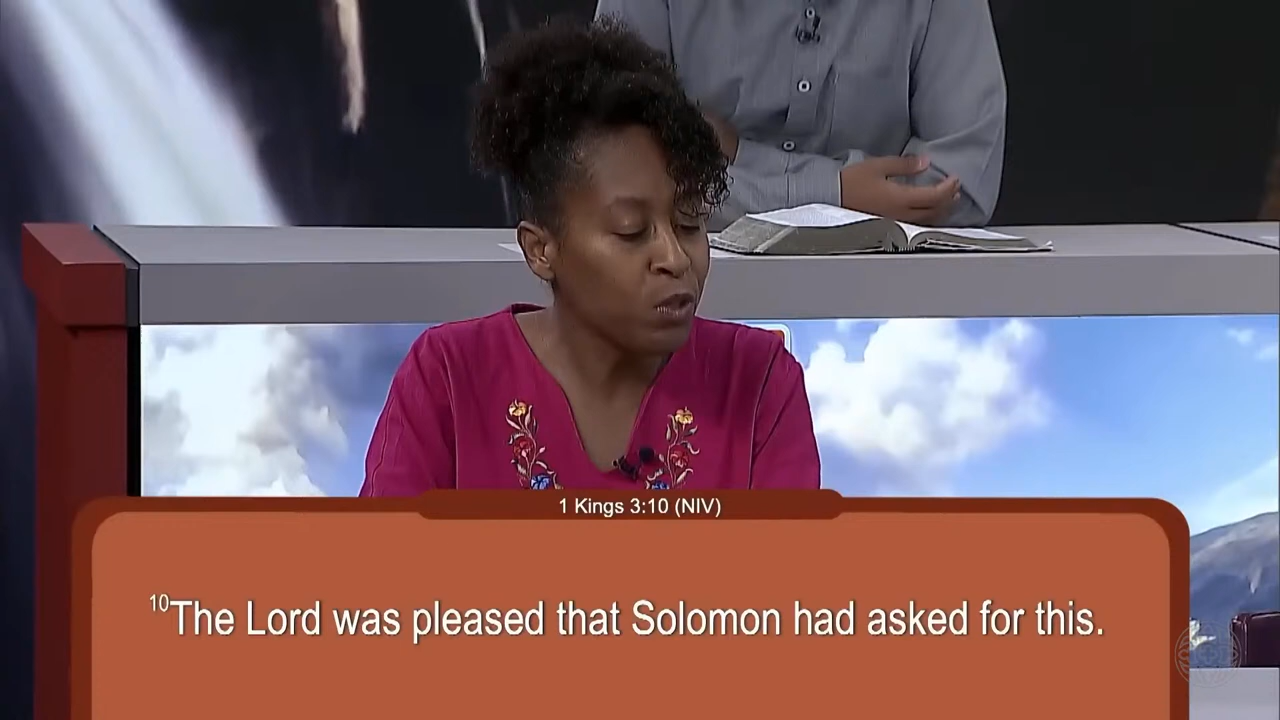 1 Kings 3:10 (NIV)
¹⁰The Lord was pleased that Solomon had asked for this.